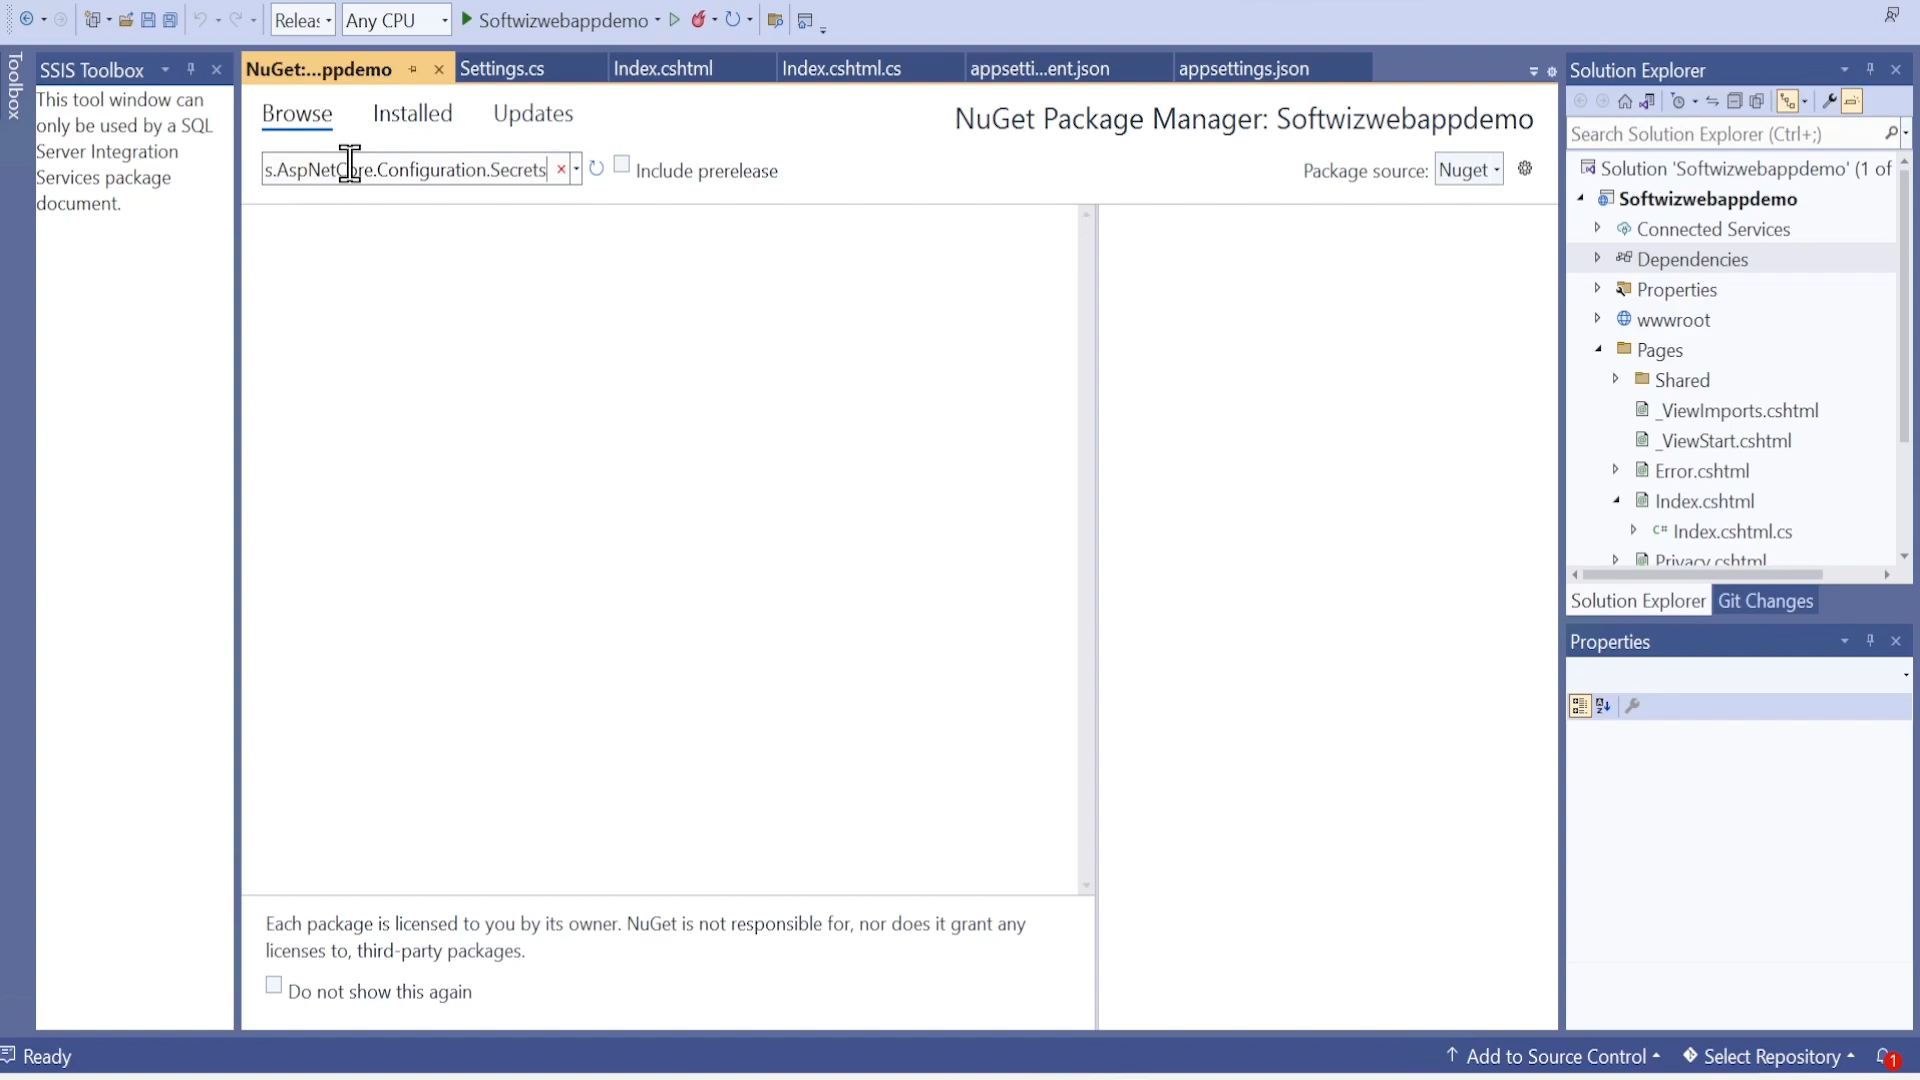 Releas
Any CPU
Softwizwebappdemo
Toolbox
SSIS Toolbox
This tool window can
only be used by a SQL
Server Integration
Services package
document.
NuGet:...ppdemo
Settings.cs
Index.cshtml
Index.cshtml.cs
appsetti...ent.json
appsettings.json
Browse
Installed
Updates
NuGet Package Manager: Softwizwebappdemo
s.AspNetCore.Configuration.Secrets
Include prerelease
Package source:
Nuget
Each package is licensed to you by its owner. NuGet is not responsible for, nor does it grant any
licenses to, third-party packages.
Do not show this again
Solution Explorer
Search Solution Explorer (Ctrl+;)
Solution 'Softwizwebappdemo' (1 of
Softwizwebappdemo
Connected Services
Dependencies
Properties
wwwroot
Pages
Shared
_ViewImports.cshtml
_ViewStart.cshtml
Error.cshtml
Index.cshtml
C# Index.cshtml.cs
Privacy.cshtml
Solution Explorer
Git Changes
Properties
Ready
Add to Source Control
Select Repository
1